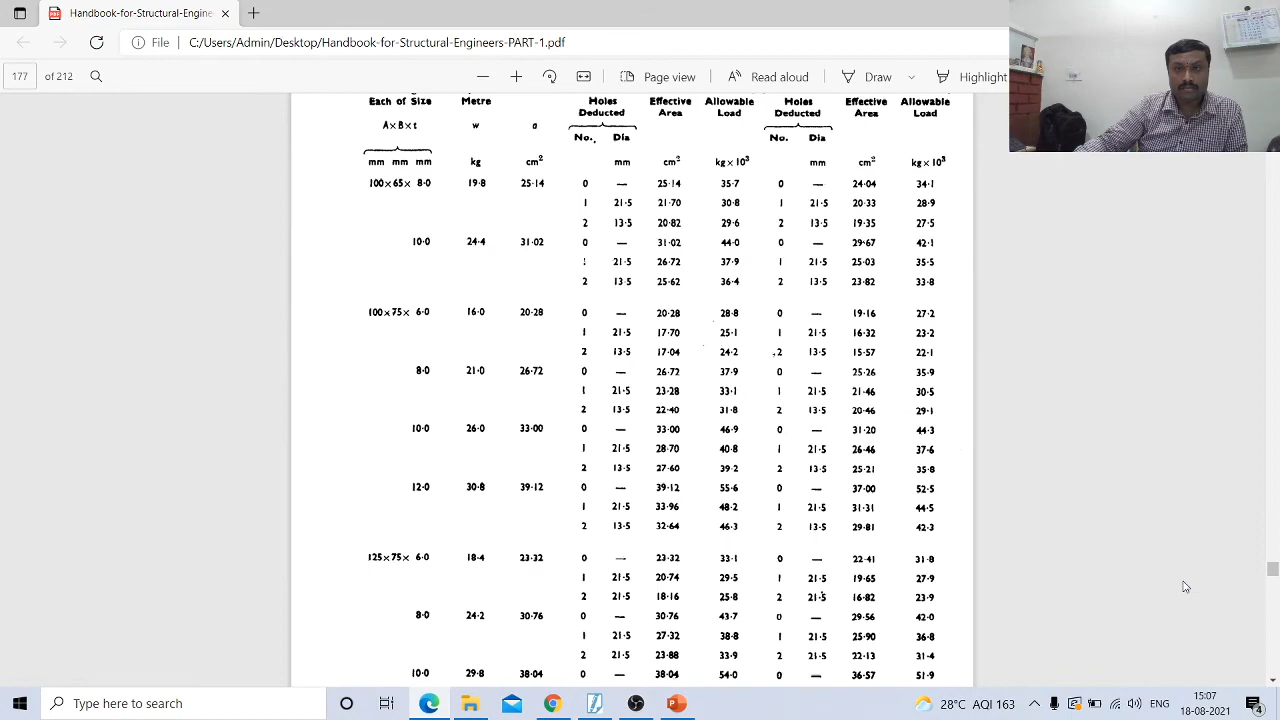 Handbook-for-Structural-Engine
File C:/Users/Admin/Desktop/Handbook-for-Structural-Engineers-PART-1.pdf
177 of 212 Page view Read aloud Draw Highlight
Each of Size Metre Holes Effective Allowable Holes Effective Allowable
Deducted Area Load Deducted Area Load
A×B×t w a
No. Dia No. Dia
mm mm mm kg cm² mm cm² kg×10³ mm cm² kg×10³
100×65× 8·0 19·8 25·14 0 — 25·14 35·7 0 — 24·04 34·1
1 21·5 21·70 30·8 1 21·5 20·33 28·9
2 13·5 20·82 29·6 2 13·5 19·35 27·5
10·0 24·4 31·02 0 — 31·02 44·0 0 — 29·67 42·1
1 21·5 26·72 37·9 1 21·5 25·03 35·5
2 13·5 25·62 36·4 2 13·5 23·82 33·8
100×75× 6·0 16·0 20·28 0 — 20·28 28·8 0 — 19·16 27·2
1 21·5 17·70 25·1 1 21·5 16·32 23·2
2 13·5 17·04 24·2 2 13·5 15·57 22·1
8·0 21·0 26·72 0 — 26·72 37·9 0 — 25·26 35·9
1 21·5 23·28 33·1 1 21·5 21·46 30·5
2 13·5 22·40 31·8 2 13·5 20·46 29·1
10·0 26·0 33·00 0 — 33·00 46·9 0 — 31·20 44·3
1 21·5 28·70 40·8 1 21·5 26·46 37·6
2 13·5 27·60 39·2 2 13·5 25·21 35·8
12·0 30·8 39·12 0 — 39·12 55·6 0 — 37·00 52·5
1 21·5 33·96 48·2 1 21·5 31·31 44·5
2 13·5 32·64 46·3 2 13·5 29·81 42·3
125×75× 6·0 18·4 23·32 0 — 23·32 33·1 0 — 22·41 31·8
1 21·5 20·74 29·5 1 21·5 19·65 27·9
2 21·5 18·16 25·8 2 21·5 16·82 23·9
8·0 24·2 30·76 0 — 30·76 43·7 0 — 29·56 42·0
1 21·5 27·32 38·8 1 21·5 25·90 36·8
2 21·5 23·88 33·9 2 21·5 22·13 31·4
10·0 29·8 38·04 0 — 38·04 54·0 0 — 36·57 51·9
Type here to search 28°C AQI 163 15:07
18-08-2021 4